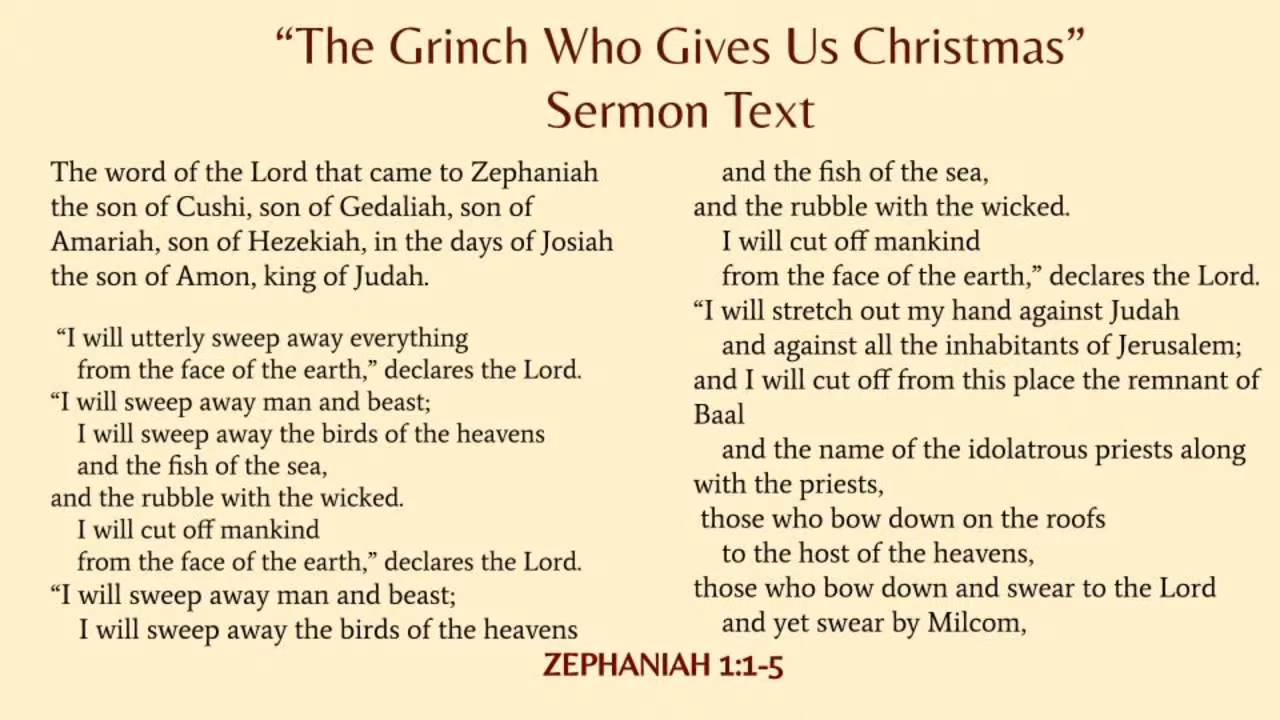 “The Grinch Who Gives Us Christmas”
Sermon Text
The word of the Lord that came to Zephaniah
the son of Cushi, son of Gedaliah, son of
Amariah, son of Hezekiah, in the days of Josiah
the son of Amon, king of Judah.
“I will utterly sweep away everything
from the face of the earth,” declares the Lord.
“I will sweep away man and beast;
I will sweep away the birds of the heavens
and the fish of the sea,
and the rubble with the wicked.
I will cut off mankind
from the face of the earth,” declares the Lord.
“I will sweep away man and beast;
I will sweep away the birds of the heavens
and the fish of the sea,
and the rubble with the wicked.
I will cut off mankind
from the face of the earth,” declares the Lord.
“I will stretch out my hand against Judah
and against all the inhabitants of Jerusalem;
and I will cut off from this place the remnant of
Baal
and the name of the idolatrous priests along
with the priests,
those who bow down on the roofs
to the host of the heavens,
those who bow down and swear to the Lord
and yet swear by Milcom,
ZEPHANIAH 1:1-5